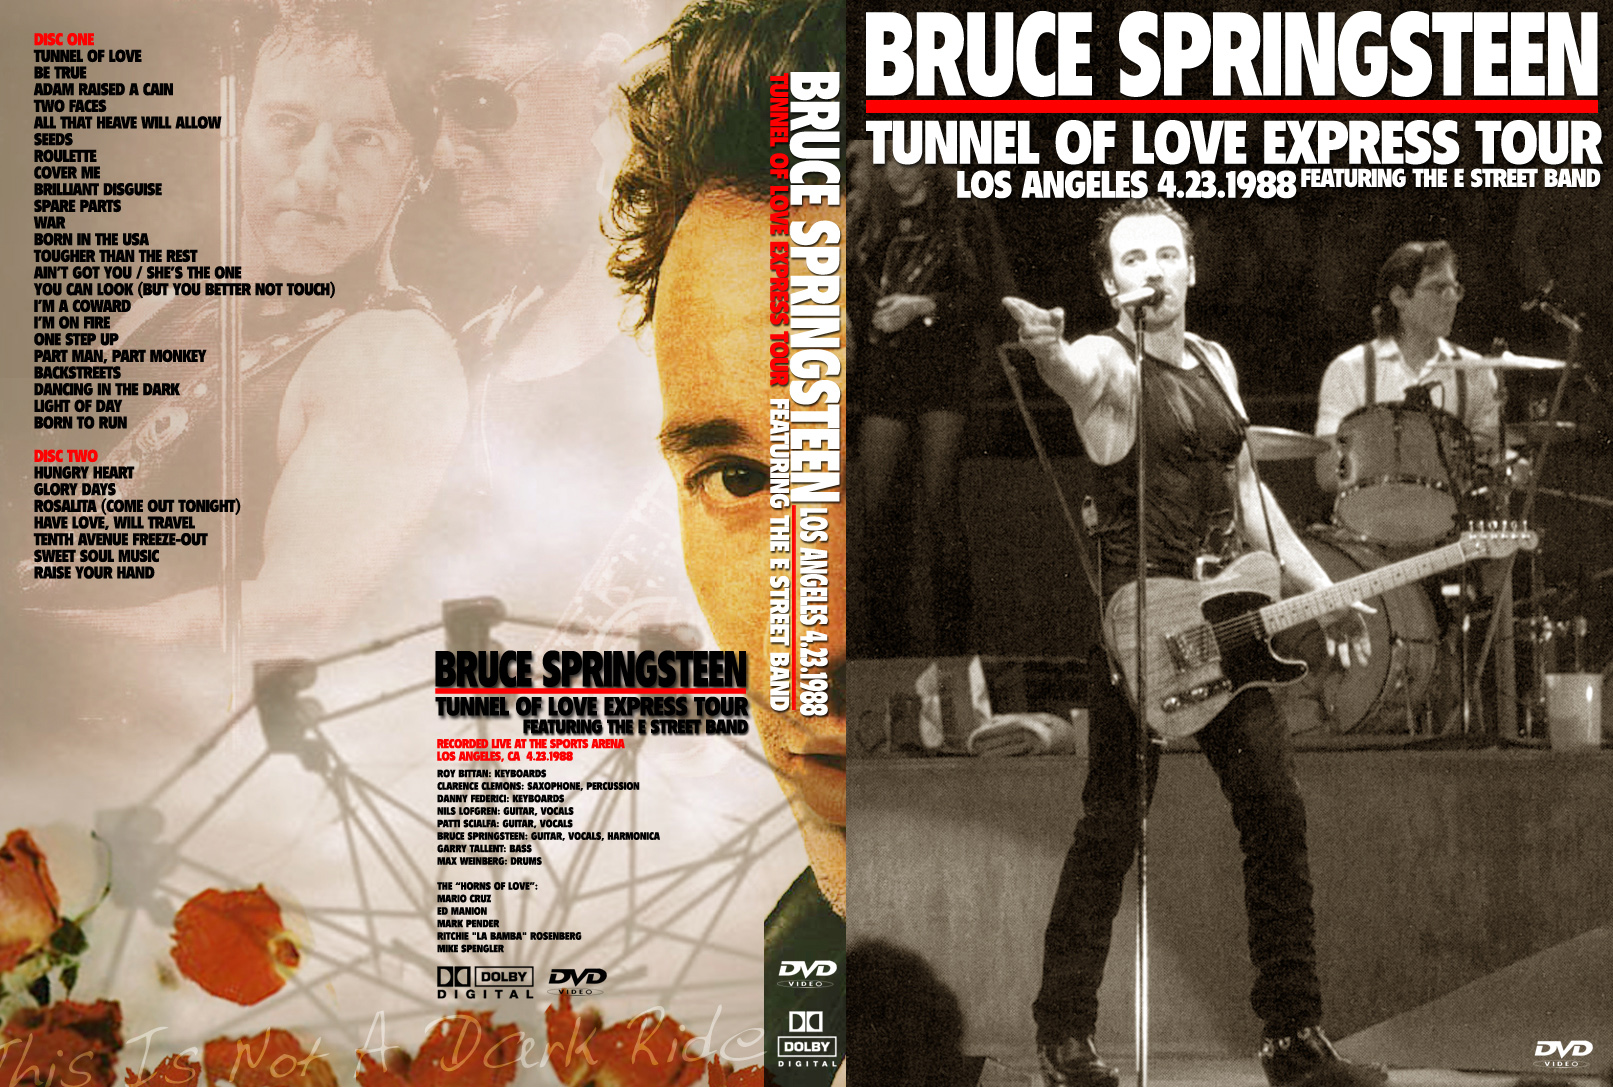 DISC ONE
TUNNEL OF LOVE
BE TRUE
ADAM RAISED A CAIN
TWO FACES
ALL THAT HEAVE WILL ALLOW
SEEDS
ROULETTE
COVER ME
BRILLIANT DISGUISE
SPARE PARTS
WAR
BORN IN THE USA
TOUGHER THAN THE REST
AIN'T GOT YOU / SHE'S THE ONE
YOU CAN LOOK (BUT YOU BETTER NOT TOUCH)
I'M A COWARD
I'M ON FIRE
ONE STEP UP
PART MAN, PART MONKEY
BACKSTREETS
DANCING IN THE DARK
LIGHT OF DAY
BORN TO RUN
DISC TWO
HUNGRY HEART
GLORY DAYS
ROSALITA (COME OUT TONIGHT)
HAVE LOVE, WILL TRAVEL
TENTH AVENUE FREEZE-OUT
SWEET SOUL MUSIC
RAISE YOUR HAND
BRUCE SPRINGSTEEN
TUNNEL OF LOVE EXPRESS TOUR
FEATURING THE E STREET BAND
RECORDED LIVE AT THE SPORTS ARENA
LOS ANGELES, CA 4.23.1988
ROY BITTAN: KEYBOARDS
CLARENCE CLEMONS: SAXOPHONE, PERCUSSION
DANNY FEDERICI: KEYBOARDS
NILS LOFGREN: GUITAR, VOCALS
PATTI SCIALFA: GUITAR, VOCALS
BRUCE SPRINGSTEEN: GUITAR, VOCALS, HARMONICA
GARRY TALLENT: BASS
MAX WEINBERG: DRUMS
THE “HORNS OF LOVE”:
MARIO CRUZ
ED MANION
MARK PENDER
RITCHIE "LA BAMBA" ROSENBERG
MIKE SPENGLER
DOLBY
DIGITAL
DVD
VIDEO
This Is Not A Dark Ride
BRUCE SPRINGSTEEN LOS ANGELES 4.23.1988
TUNNEL OF LOVE EXPRESS TOUR FEATURING THE E STREET BAND
DVD
VIDEO
DOLBY
DIGITAL
BRUCE SPRINGSTEEN
TUNNEL OF LOVE EXPRESS TOUR
LOS ANGELES 4.23.1988 FEATURING THE E STREET BAND
DVD
VIDEO